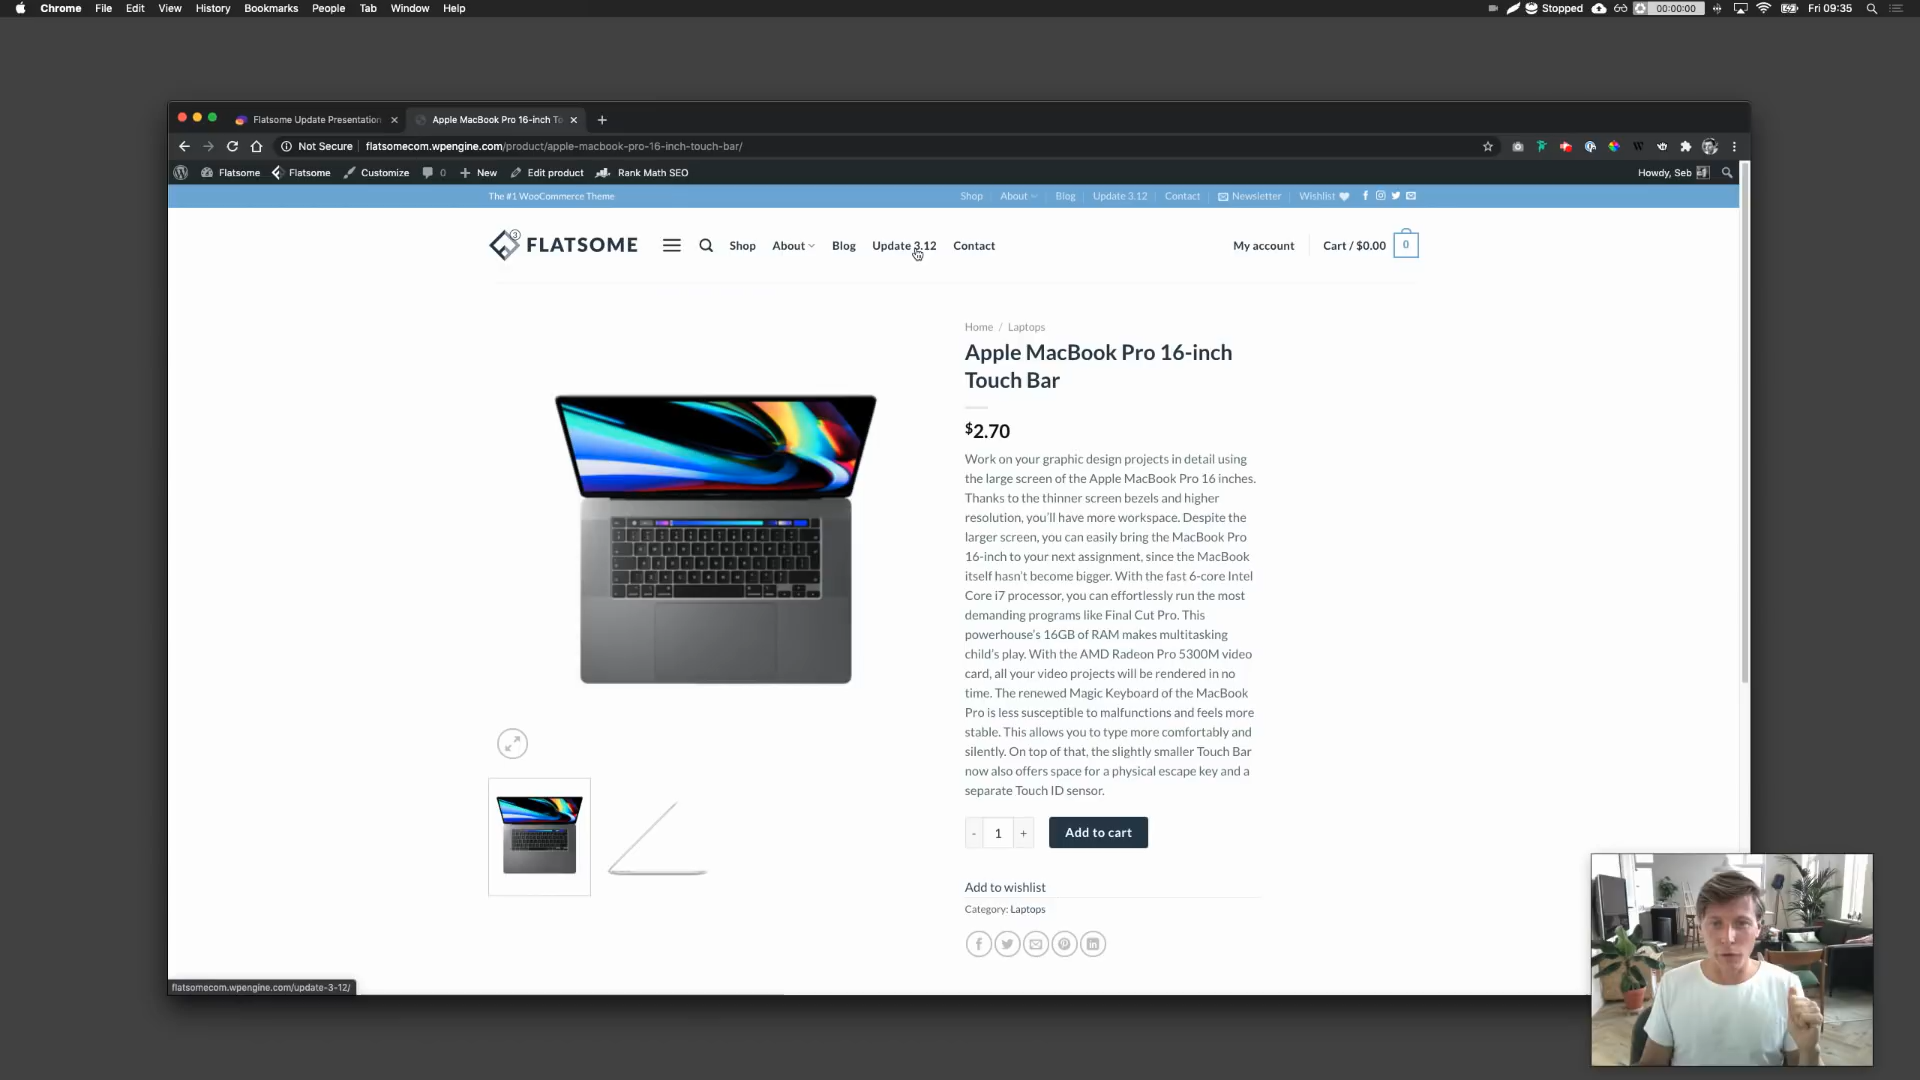 Chrome File Edit View History Bookmarks People Tab Window Help
Stopped 00:00:00 Fri 09:35
Flatsome Update Presentation
Apple MacBook Pro 16-inch To
Not Secure flatsomecom.wpengine.com/product/apple-macbook-pro-16-inch-touch-bar/
Flatsome Flatsome Customize 0 New Edit product Rank Math SEO Howdy, Seb
The #1 WooCommerce Theme Shop About Blog Update 3.12 Contact Newsletter Wishlist
3
FLATSOME Shop About Blog Update 3.12 Contact My account Cart / $0.00 0
Home / Laptops
Apple MacBook Pro 16-inch
Touch Bar
$2.70
Work on your graphic design projects in detail using
the large screen of the Apple MacBook Pro 16 inches.
Thanks to the thinner screen bezels and higher
resolution, you'll have more workspace. Despite the
larger screen, you can easily bring the MacBook Pro
16-inch to your next assignment, since the MacBook
itself hasn't become bigger. With the fast 6-core Intel
Core i7 processor, you can effortlessly run the most
demanding programs like Final Cut Pro. This
powerhouse's 16GB of RAM makes multitasking
child's play. With the AMD Radeon Pro 5300M video
card, all your video projects will be rendered in no
time. The renewed Magic Keyboard of the MacBook
Pro is less susceptible to malfunctions and feels more
stable. This allows you to type more comfortably and
silently. On top of that, the slightly smaller Touch Bar
now also offers space for a physical escape key and a
separate Touch ID sensor.
- 1 + Add to cart
Add to wishlist
Category: Laptops
flatsomecom.wpengine.com/update-3-12/